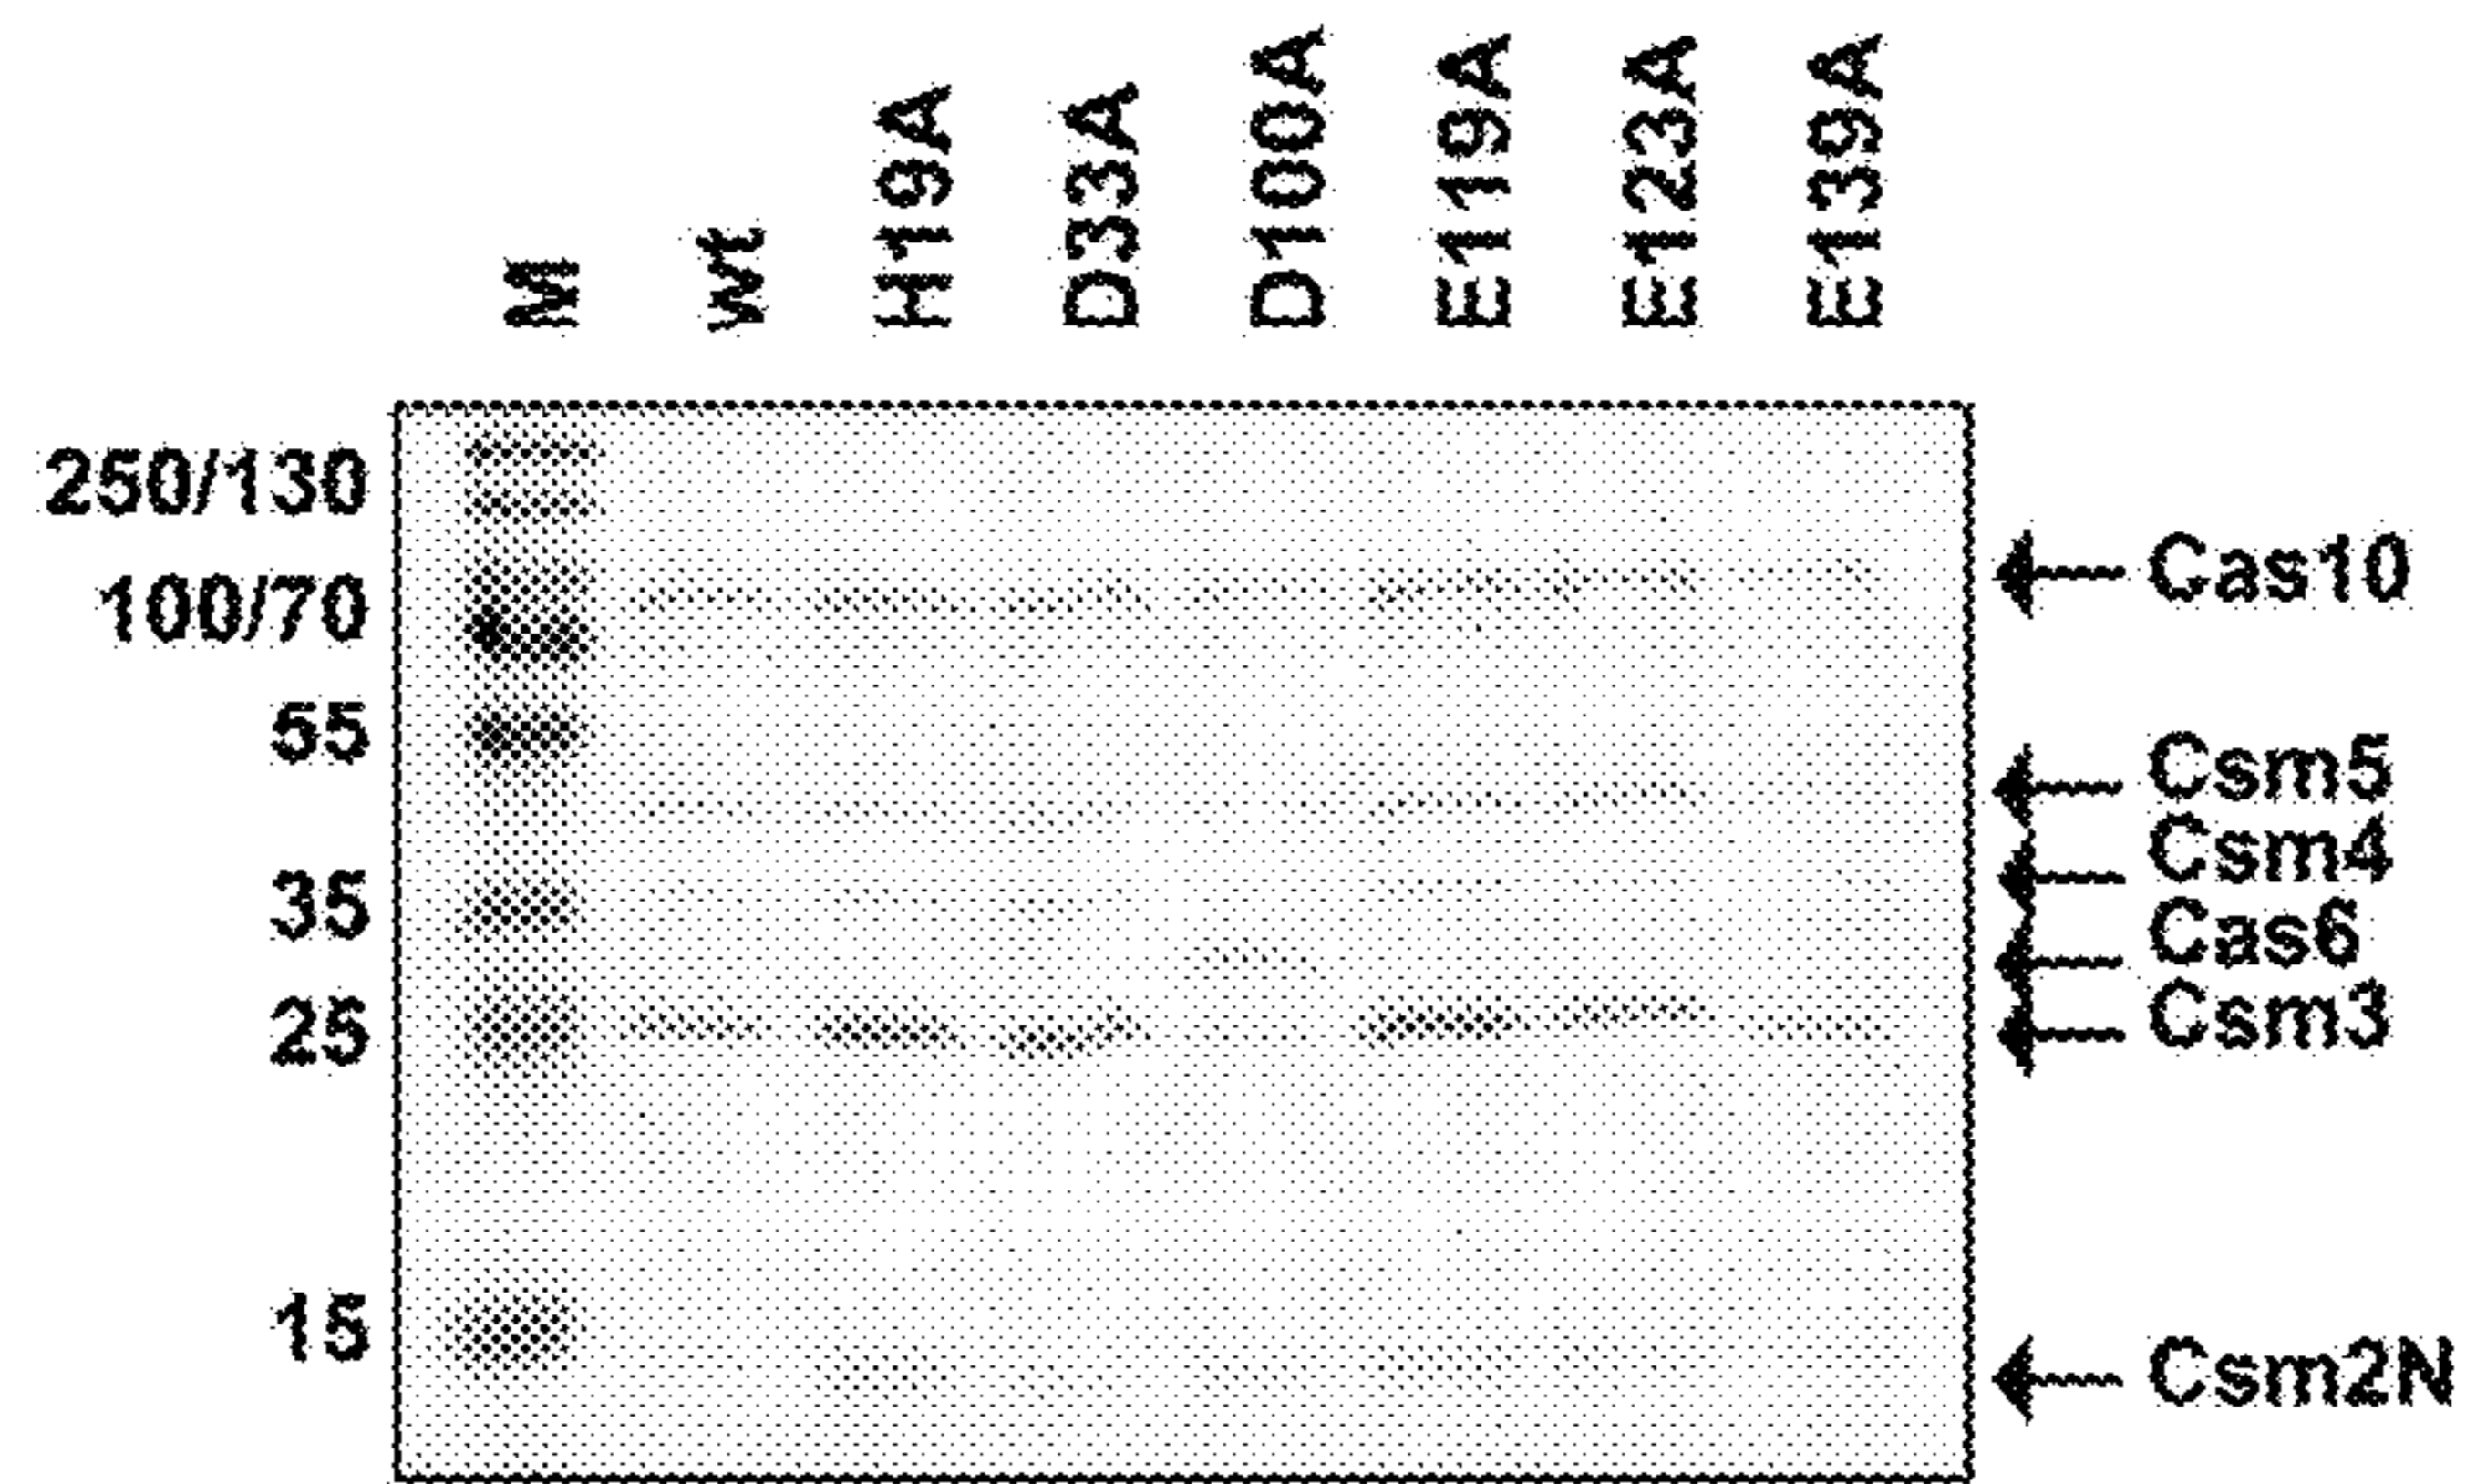 M
wt
H19A
D33A
D100A
E119A
E123A
E139A
250/130
100/70
55
35
25
15
Cas10
Csm5
Csm4
Cas6
Csm3
Csm2N